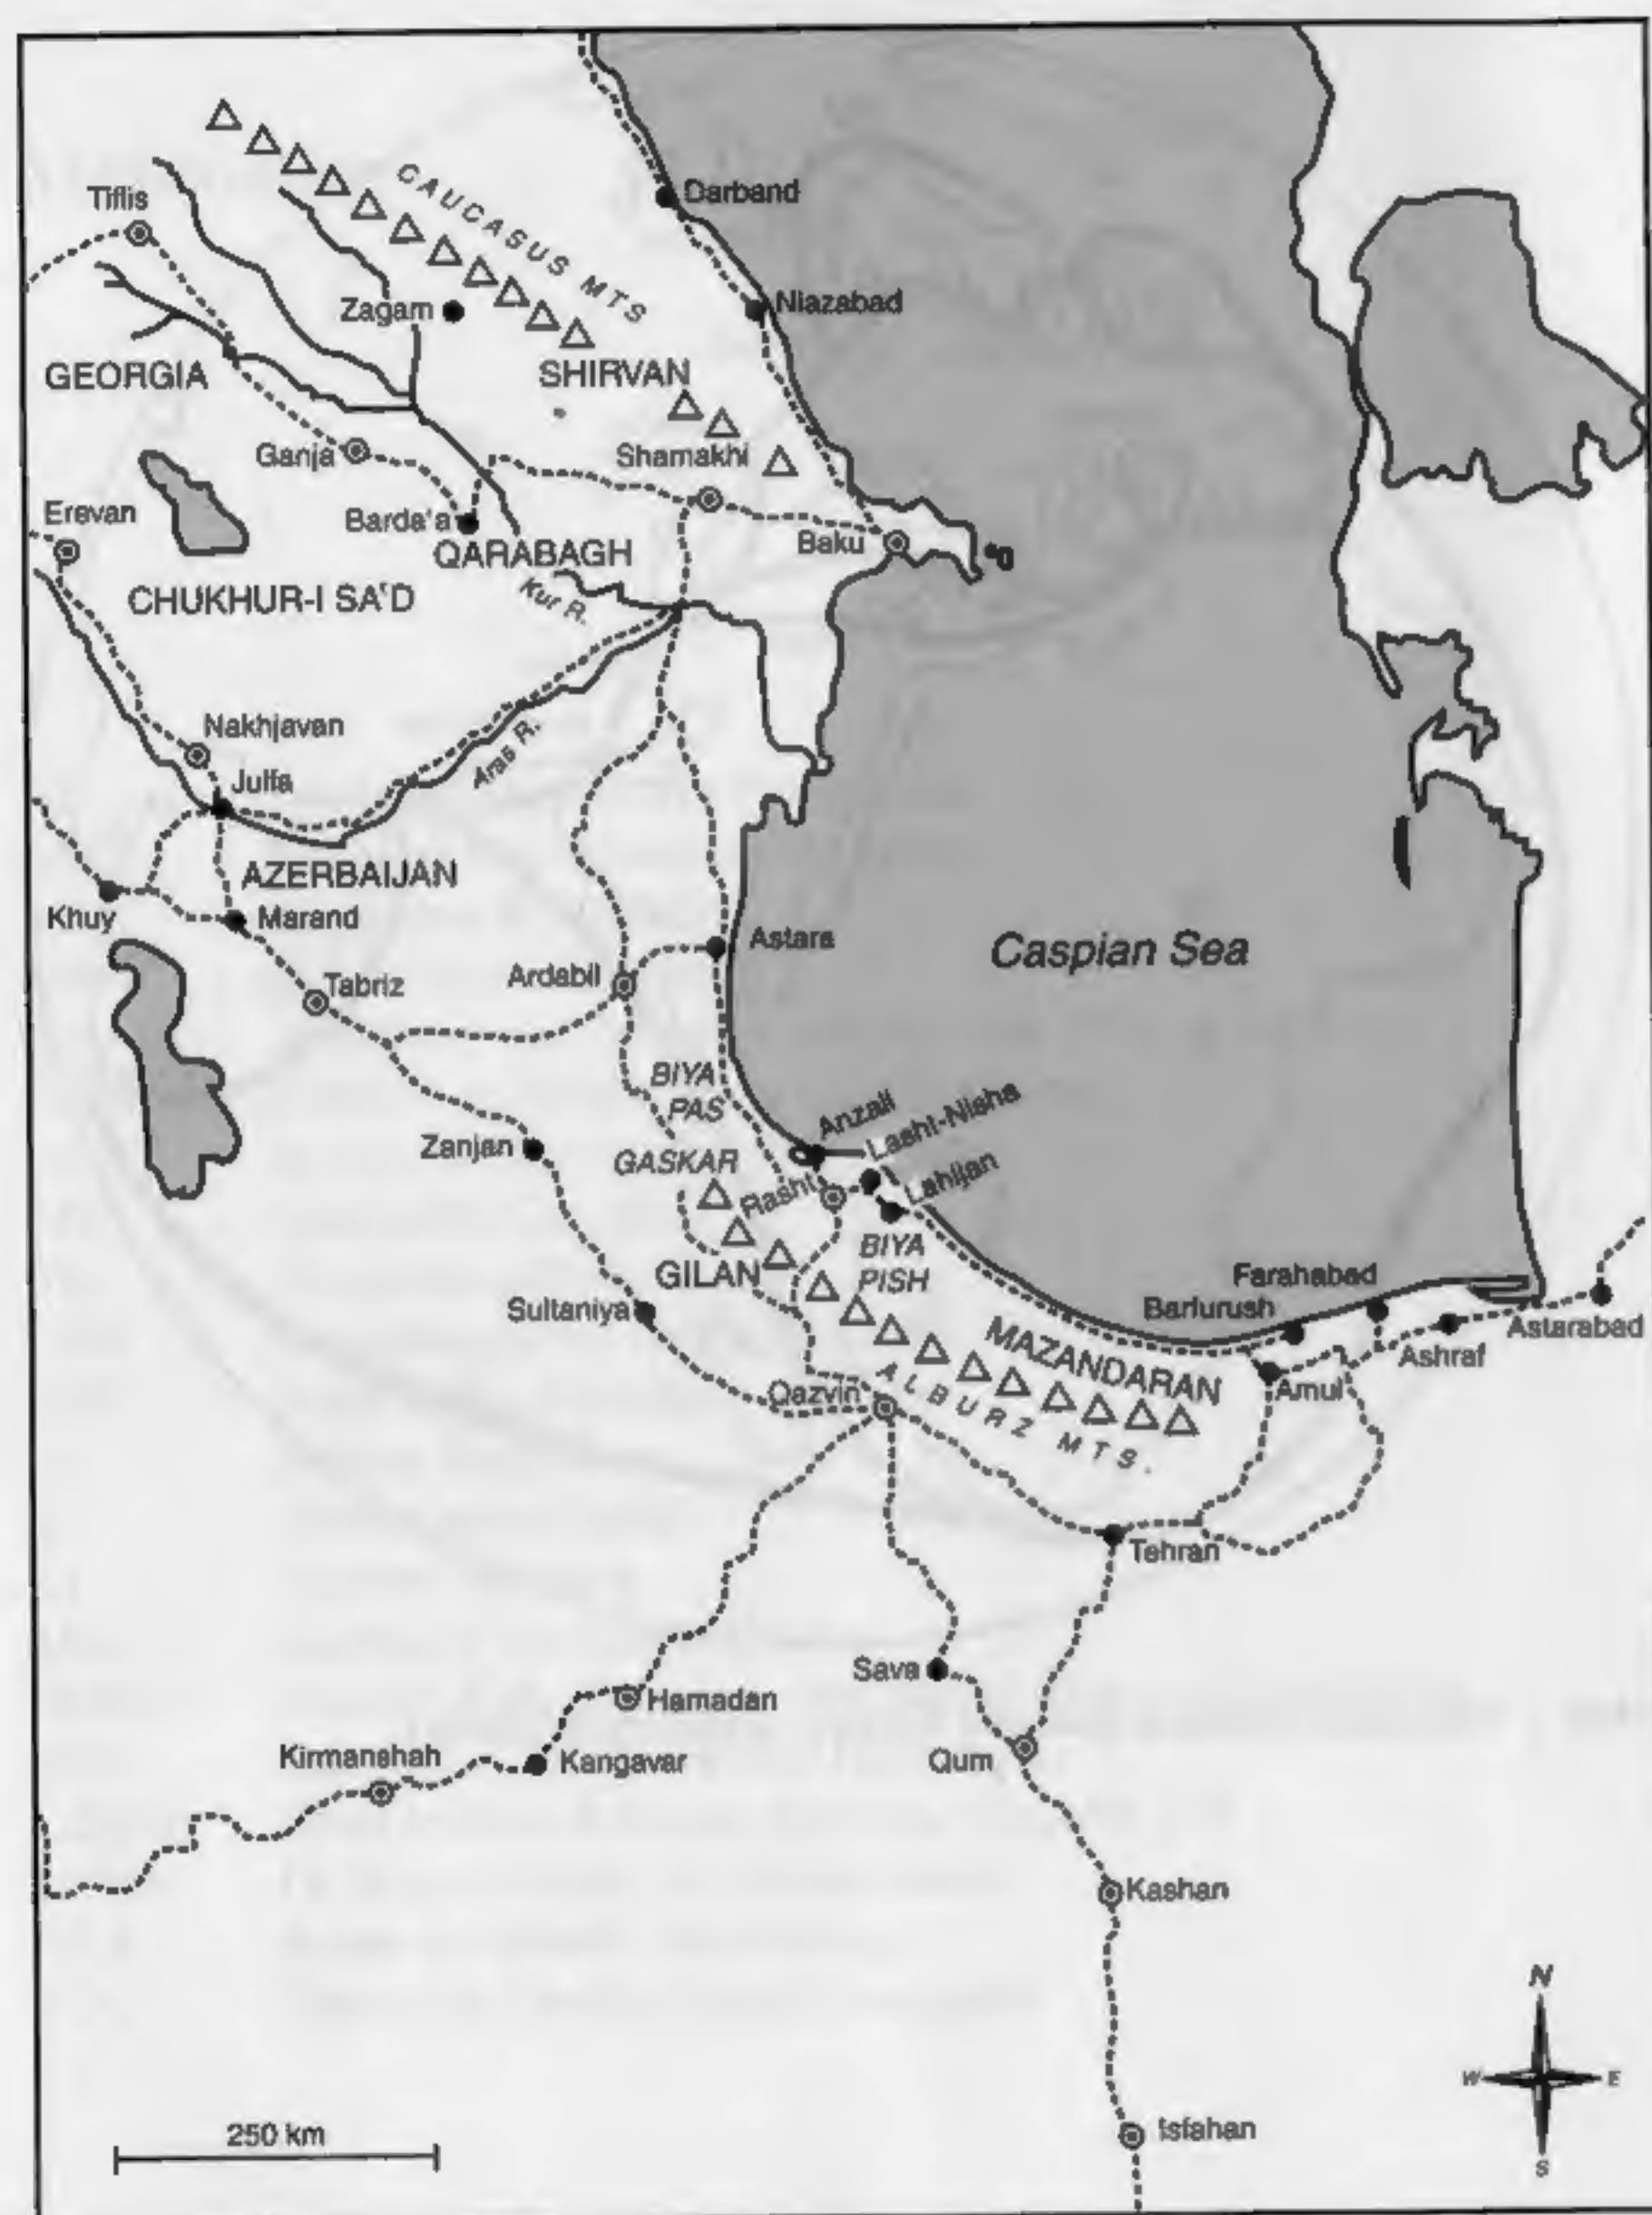 CAUCASUS MTS
Darband
Tiflis
Niazabad
Zagam
GEORGIA
SHIRVAN
Ganja
Shamakhi
Erevan
Barda'a
Baku
QARABAGH
CHUKHUR-I SA'D
Kur R.
Nakhjavan
Julfa
Aras R.
AZERBAIJAN
Khuy
Marand
Astara
Caspian Sea
Ardabil
Tabriz
BIYA
PAS
Anzali
Lasht-Nisha
Zanjan
GASKAR
Rasht
Lahijan
BIYA
PISH
GILAN
Farahabad
Sultaniya
Barfurush
Astarabad
MAZANDARAN
Ashraf
Qazvin
ALBURZ MTS.
Amul
Tehran
Sava
Hamadan
Kirmanshah
Kangavar
Qum
Kashan
N
W
E
S
250 km
Isfahan